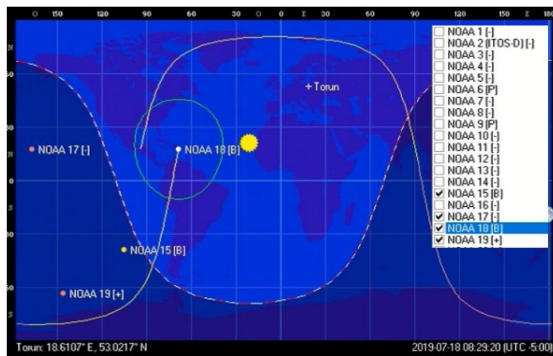 180 150 120 90 60 30 0 30 60 90 120 150 180
NOAA 1 [-]
NOAA 2 (ITOS-D) [-]
NOAA 3 [-]
NOAA 4 [-]
NOAA 5 [-]
NOAA 6 [P]
NOAA 7 [-]
NOAA 8 [-]
NOAA 9 [P]
NOAA 10 [-]
NOAA 11 [-]
NOAA 12 [-]
NOAA 13 [-]
NOAA 14 [-]
NOAA 15 [B]
NOAA 16 [-]
NOAA 17 [-]
NOAA 18 [B]
NOAA 19 [+]
Torun
NOAA 17 [-]
NOAA 18 [B]
NOAA 15 [B]
NOAA 19 [+]
Torun: 18.6107° E, 53.0217° N
2019-07-18 08:29:20 (UTC -5:00)